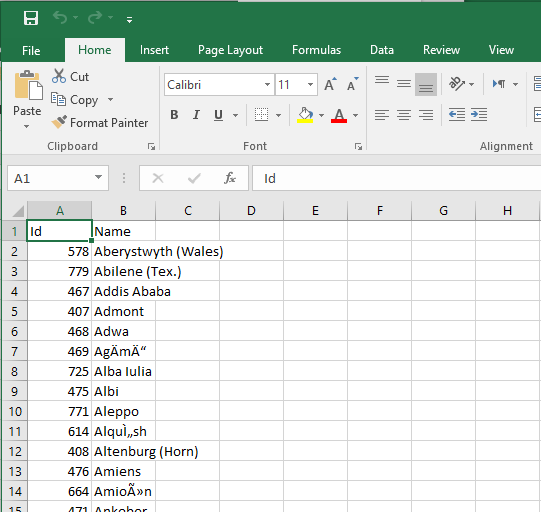 File Home Insert Page Layout Formulas Data Review View
Cut
Copy
Format Painter
Paste
Calibri 11
B I U A A A
Clipboard Font Alignment
A1 fx Id
A B C D E F G H
1 Id Name
2 578 Aberystwyth (Wales)
3 779 Abilene (Tex.)
4 467 Addis Ababa
5 407 Admont
6 468 Adwa
7 469 AgÄmÄ“
8 725 Alba Iulia
9 475 Albi
10 771 Aleppo
11 614 AlquÌ„sh
12 408 Altenburg (Horn)
13 476 Amiens
14 664 AmioÃ»n
15 471 Ankober